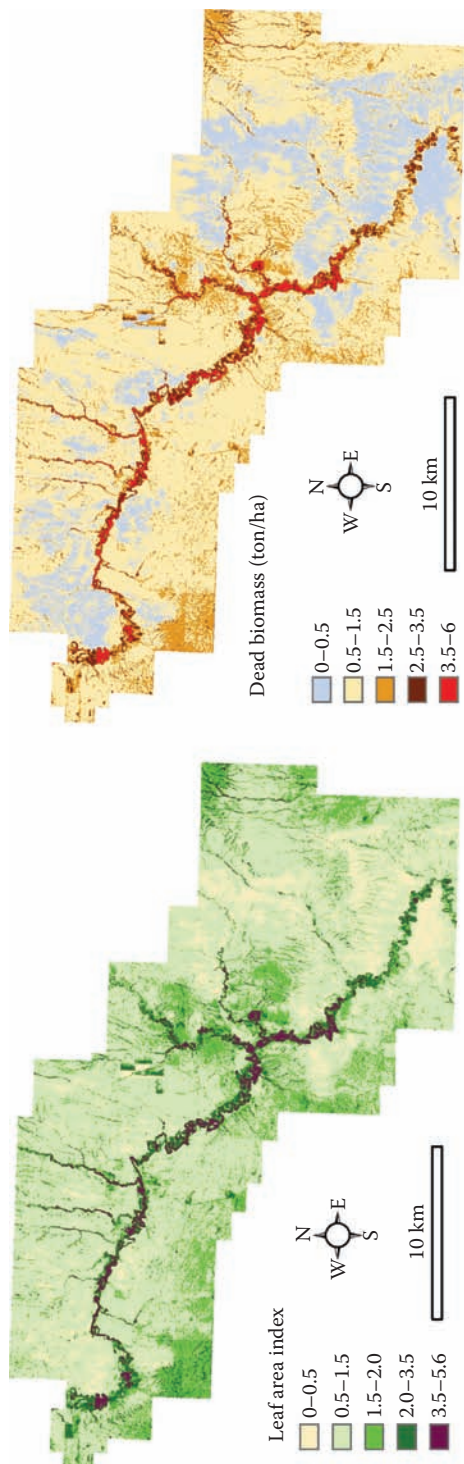 Dead biomass (ton/ha)
0–0.5
0.5–1.5
1.5–2.5
2.5–3.5
3.5–6
N
W E
S
10 km
Leaf area index
0–0.5
0.5–1.5
1.5–2.0
2.0–3.5
3.5–5.6
N
W E
S
10 km